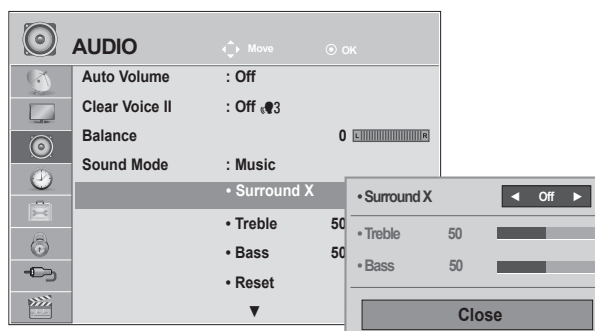 AUDIO Move OK
Auto Volume : Off
Clear Voice II : Off 3
Balance 0 L R
Sound Mode : Music
• Surround X
• Treble 50
• Bass 50
• Reset
▼
• Surround X ◄ Off ►
• Treble 50
• Bass 50
Close